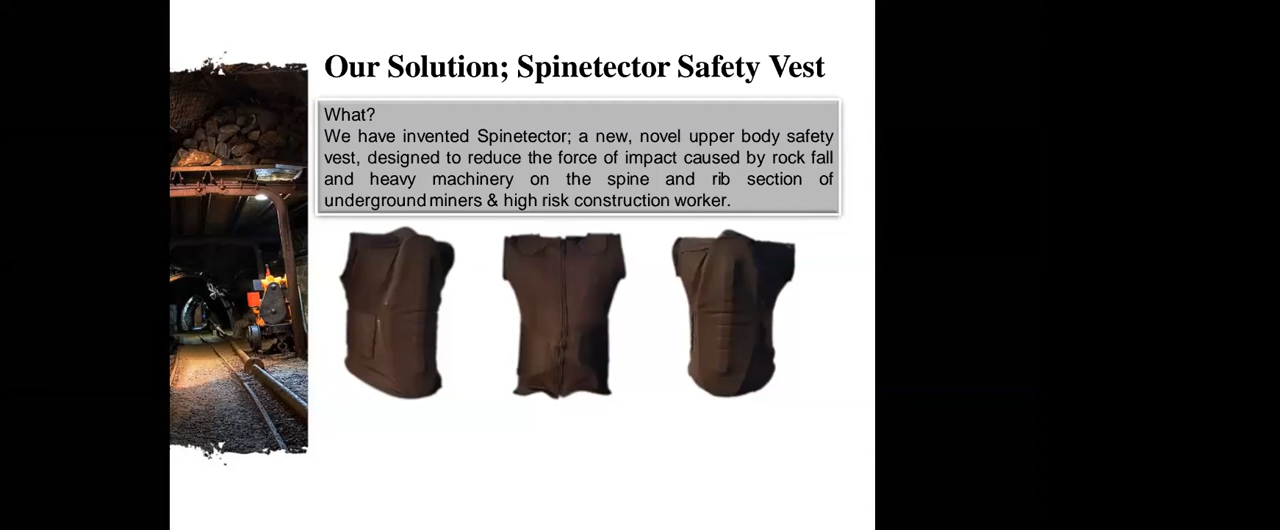 Our Solution; Spinetector Safety Vest
What?
We have invented Spinetector; a new, novel upper body safety
vest, designed to reduce the force of impact caused by rock fall
and heavy machinery on the spine and rib section of
underground miners & high risk construction worker.